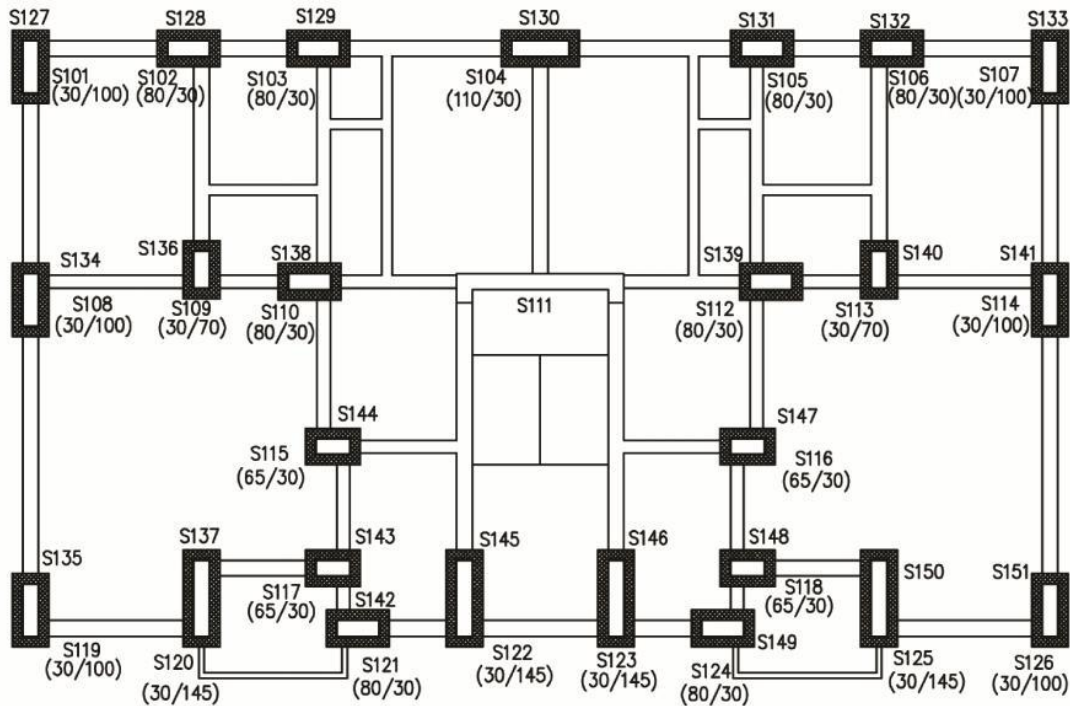 S127
S128
S129
S130
S131
S132
S133
S101
(30/100)
S102
(80/30)
S103
(80/30)
S104
(110/30)
S105
(80/30)
S106
(80/30)
S107
(30/100)
S134
S136
S138
S139
S140
S141
S108
(30/100)
S109
(30/70)
S110
(80/30)
S111
S112
(80/30)
S113
(30/70)
S114
(30/100)
S144
S147
S115
(65/30)
S116
(65/30)
S135
S137
S143
S145
S146
S148
S150
S151
S117
(65/30)
S118
(65/30)
S142
S149
S119
(30/100)
S120
(30/145)
S121
(80/30)
S122
(30/145)
S123
(30/145)
S124
(80/30)
S125
(30/145)
S126
(30/100)